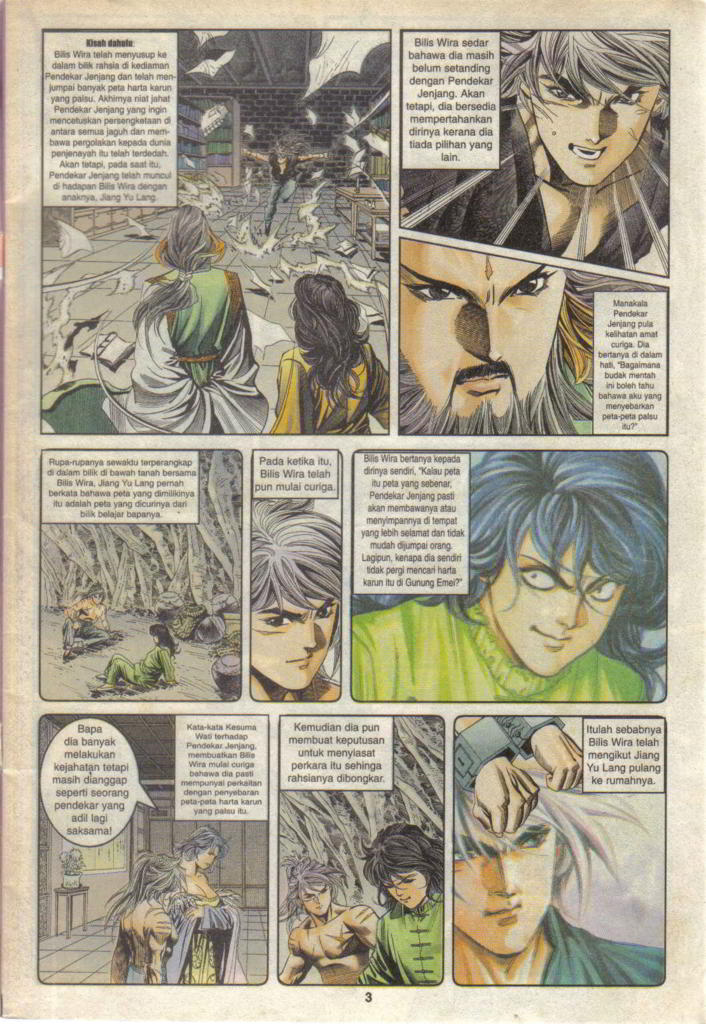 Kisah dahulu:
Bilis Wira telah menyusup ke
dalam bilik rahsia di kediaman
Pendekar Jenjang dan telah men-
jumpai banyak peta harta karun
yang palsu. Akhirnya niat jahat
Pendekar Jenjang yang ingin
mencetuskan persengketaan di
antara semua jaguh dan mem-
bawa pergolakan kepada dunia
penjenayah itu telah terdedah.
Akan tetapi, pada saat itu,
Pendekar Jenjang telah muncul
di hadapan Bilis Wira dengan
anaknya, Jiang Yu Lang.
Bilis Wira sedar
bahawa dia masih
belum setanding
dengan Pendekar
Jenjang. Akan
tetapi, dia bersedia
mempertahankan
dirinya kerana dia
tiada pilihan yang
lain.
Manakala
Pendekar
Jenjang pula
kelihatan amat
curiga. Dia
bertanya di dalam
hati, "Bagaimana
budak mentah
ini boleh tahu
bahawa aku yang
menyebarkan
peta-peta palsu
itu?"
Rupa-rupanya sewaktu terperangkap
di dalam bilik di bawah tanah bersama
Bilis Wira, Jiang Yu Lang pernah
berkata bahawa peta yang dimilikinya
itu adalah peta yang dicurinya dari
bilik belajar bapanya.
Pada ketika itu,
Bilis Wira telah
pun mulai curiga.
Bilis Wira bertanya kepada
dirinya sendiri, "Kalau peta
itu peta yang sebenar,
Pendekar Jenjang pasti
akan membawanya atau
menyimpannya di tempat
yang lebih selamat dan tidak
mudah dijumpai orang.
Lagipun, kenapa dia sendiri
tidak pergi mencari harta
karun itu di Gunung Emei?"
Bapa
dia banyak
melakukan
kejahatan tetapi
masih dianggap
seperti seorang
pendekar yang
adil lagi
saksama!
Kata-kata Kesuma
Wati terhadap
Pendekar Jenjang,
membuatkan Bilis
Wira mulai curiga
bahawa dia pasti
mempunyai perkaitan
dengan penyebaran
peta-peta harta karun
yang palsu itu.
Kemudian dia pun
membuat keputusan
untuk menyiasat
perkara itu sehingga
rahsianya dibongkar.
Itulah sebabnya
Bilis Wira telah
mengikut Jiang
Yu Lang pulang
ke rumahnya.
3